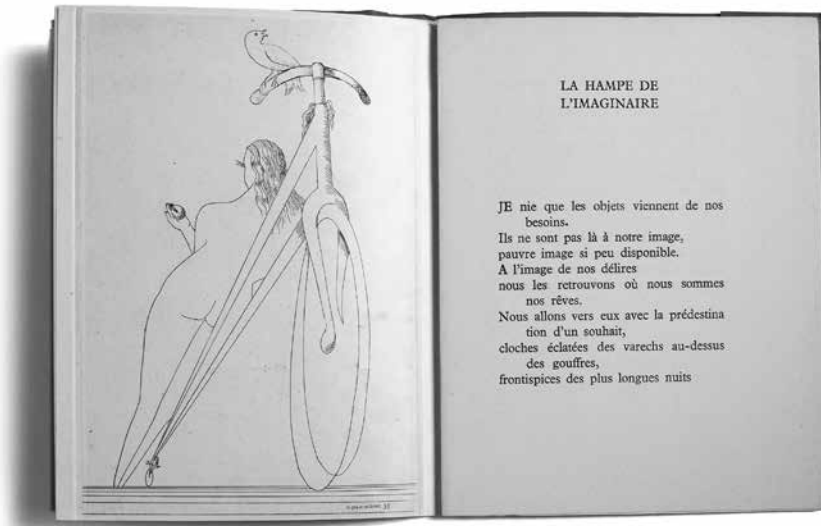 LA HAMPE DE
L'IMAGINAIRE
JE nie que les objets viennent de nos
besoins.
Ils ne sont pas là à notre image,
pauvre image si peu disponible.
A l'image de nos délires
nous les retrouvons où nous sommes
nos rêves.
Nous allons vers eux avec la prédestina
tion d'un souhait,
cloches éclatées des varechs au-dessus
des gouffres,
frontispices des plus longues nuits